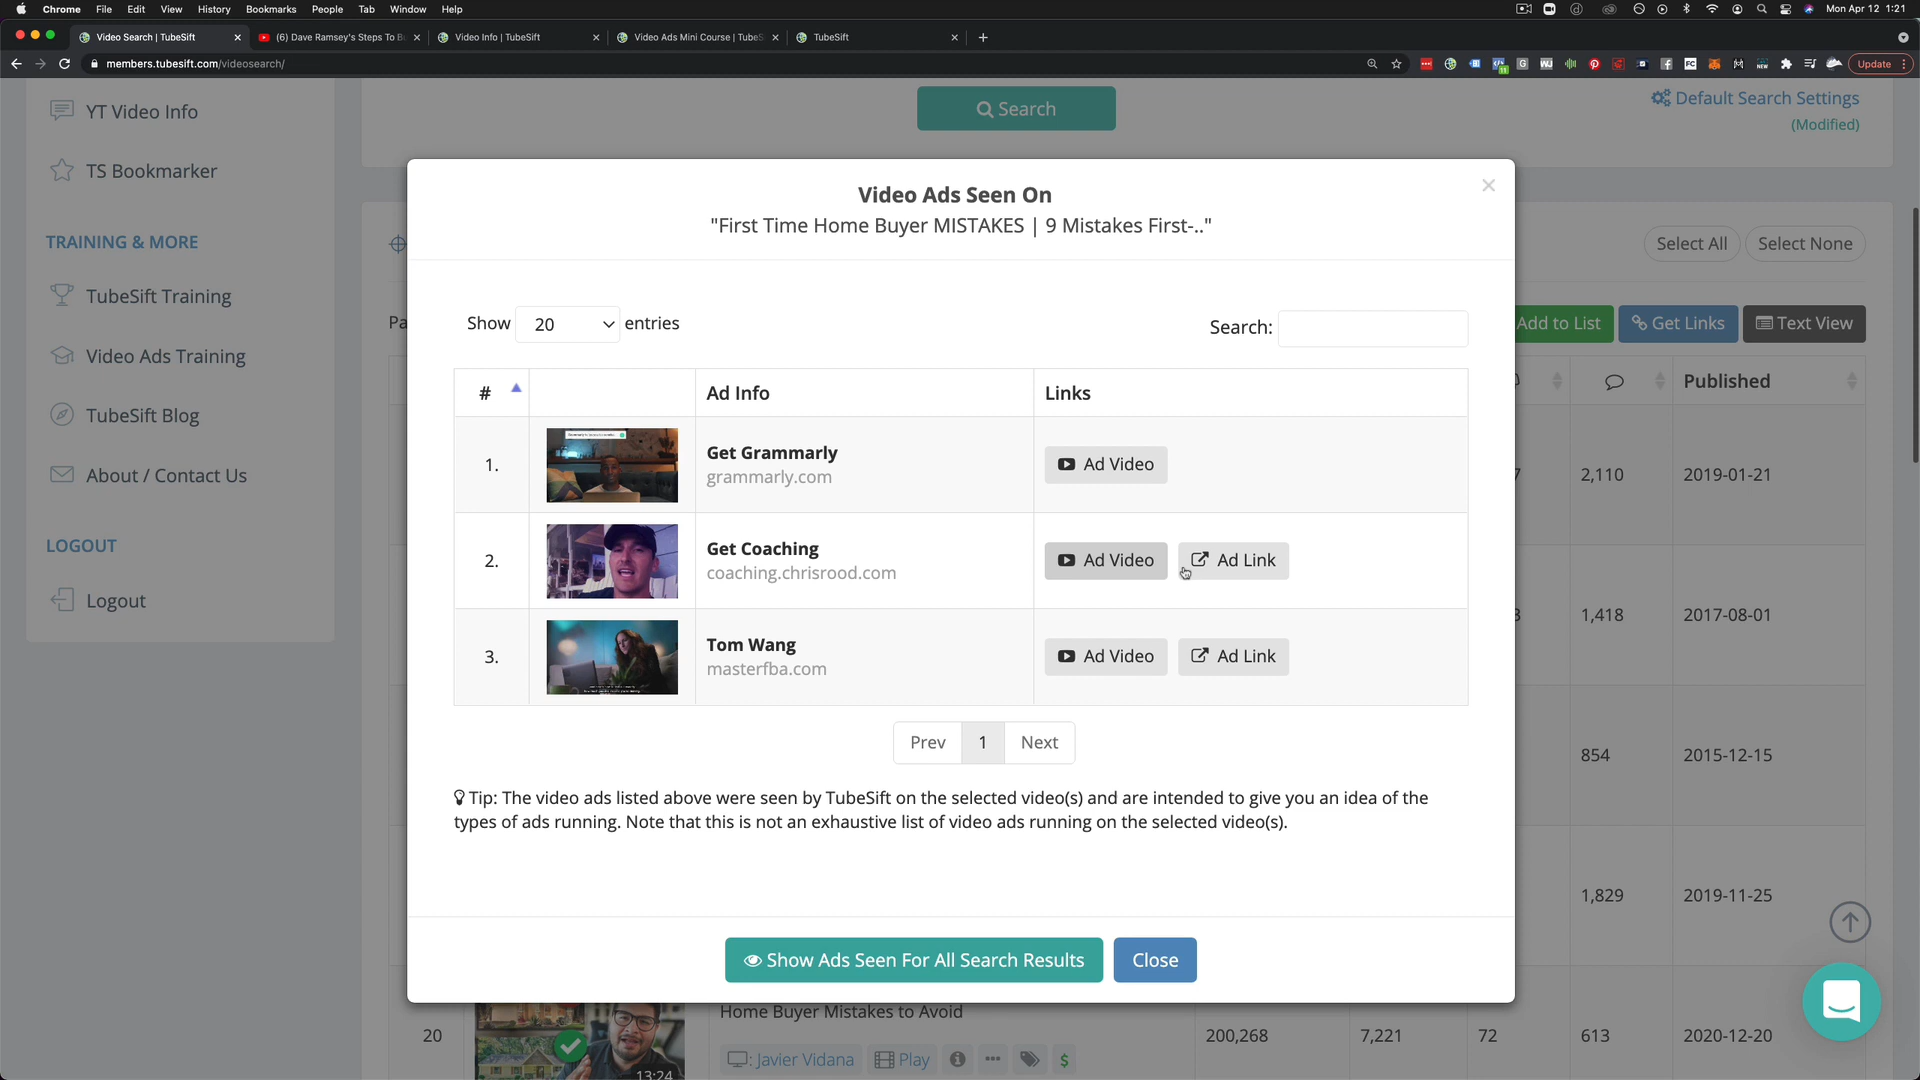 Chrome File Edit View History Bookmarks People Tab Window Help Mon Apr 12 1:21
Video Search | TubeSift (6) Dave Ramsey's Steps To B Video Info | TubeSift Video Ads Mini Course | TubeS TubeSift
members.tubesift.com/videosearch/ Update
YT Video Info
TS Bookmarker
TRAINING & MORE
TubeSift Training
Video Ads Training
TubeSift Blog
About / Contact Us
LOGOUT
Logout
Search
Default Search Settings
(Modified)
Select All Select None
Add to List Get Links Text View
Published
2,110 2019-01-21
1,418 2017-08-01
854 2015-12-15
1,829 2019-11-25
Video Ads Seen On
"First Time Home Buyer MISTAKES | 9 Mistakes First-.."
Show 20 entries
Search:
# Ad Info Links
1. Get Grammarly Ad Video
grammarly.com
2. Get Coaching Ad Video Ad Link
coaching.chrisrood.com
3. Tom Wang Ad Video Ad Link
masterfba.com
Prev 1 Next
Tip: The video ads listed above were seen by TubeSift on the selected video(s) and are intended to give you an idea of the
types of ads running. Note that this is not an exhaustive list of video ads running on the selected video(s).
Show Ads Seen For All Search Results Close
Home Buyer Mistakes to Avoid
20 200,268 7,221 72 613 2020-12-20
: Javier Vidana Play $
13:24